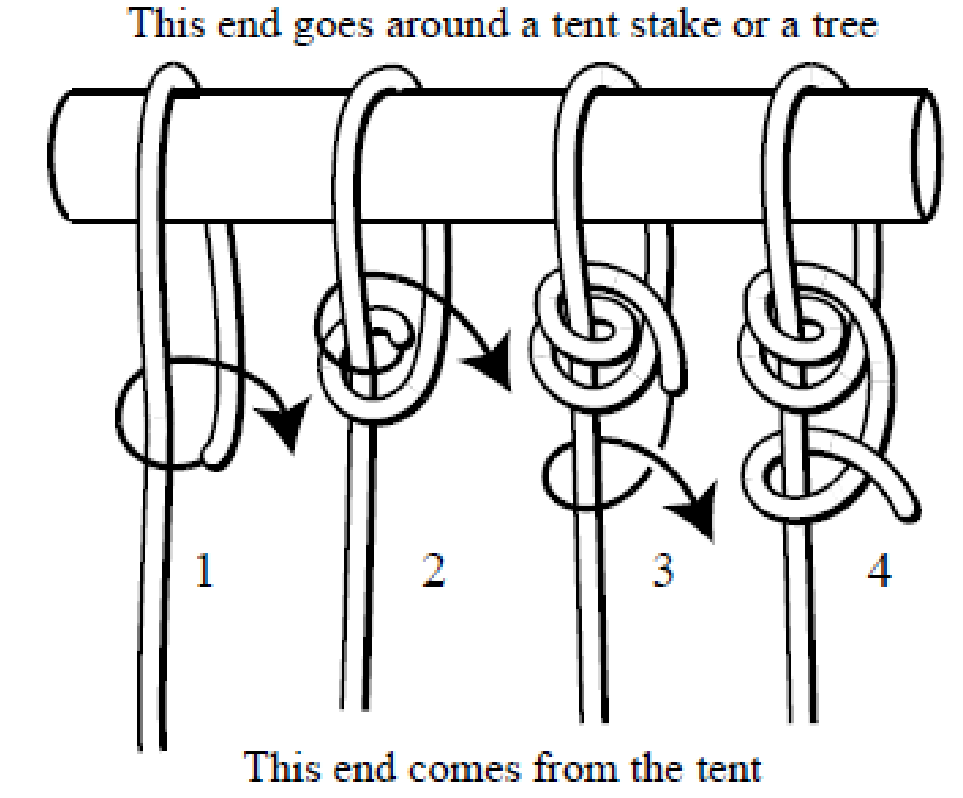 This end goes around a tent stake or a tree
1 2 3 4
This end comes from the tent